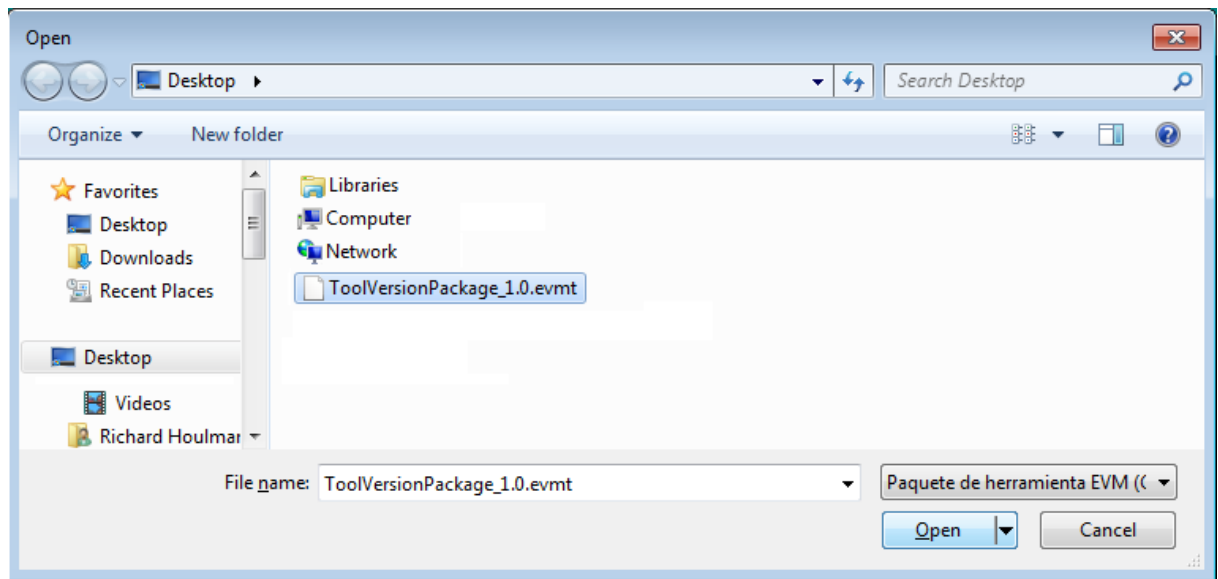 Open
Desktop
Search Desktop
Organize
New folder
Favorites
Desktop
Downloads
Recent Places
Desktop
Videos
Richard Houlmar
Libraries
Computer
Network
ToolVersionPackage_1.0.evmt
File name: ToolVersionPackage_1.0.evmt
Paquete de herramienta EVM ((
Open
Cancel